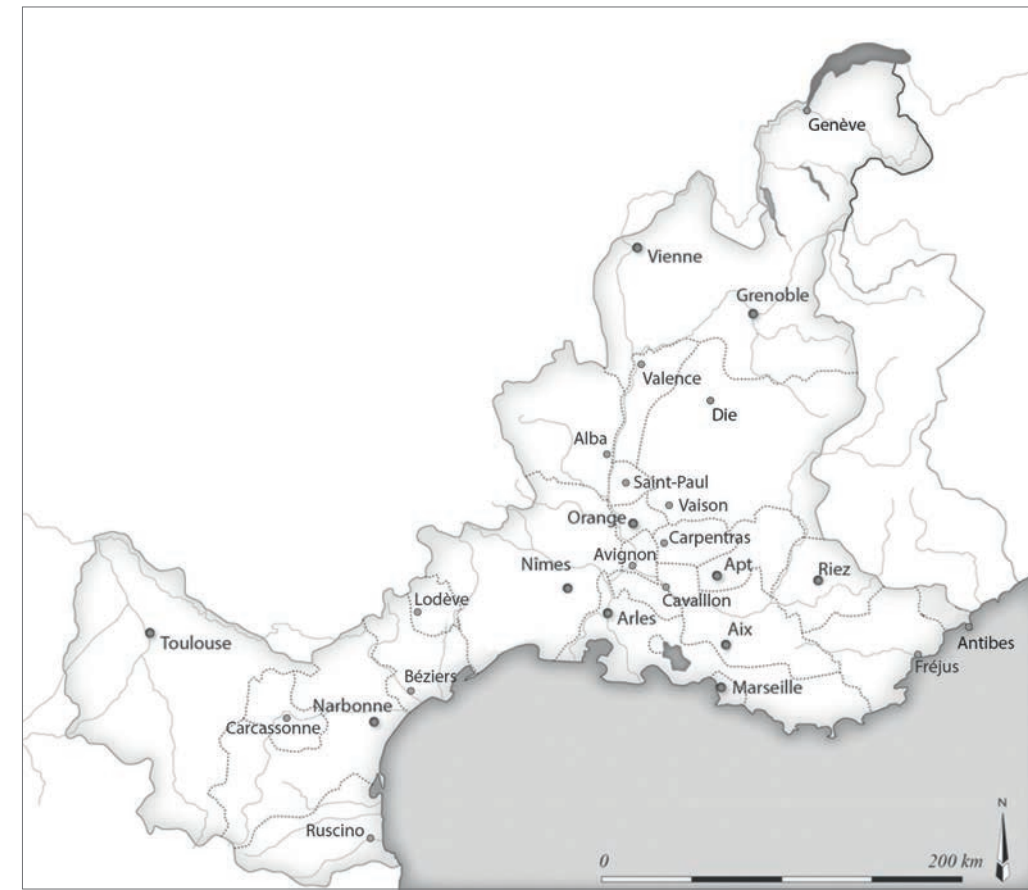 Genève
Vienne
Grenoble
Valence
Die
Alba
Saint-Paul
Vaison
Orange
Carpentras
Avignon
Nîmes
Apt
Riez
Cavaillon
Lodève
Arles
Toulouse
Aix
Antibes
Fréjus
Béziers
Marseille
Narbonne
Carcassonne
N
Ruscino
0
200 km